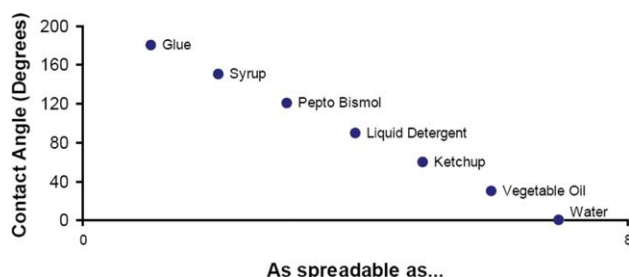 200
Glue
160
Syrup
120
Pepto Bismol
Liquid Detergent
80
Ketchup
40
Vegetable Oil
Water
0
0
8
Contact Angle (Degrees)
As spreadable as...